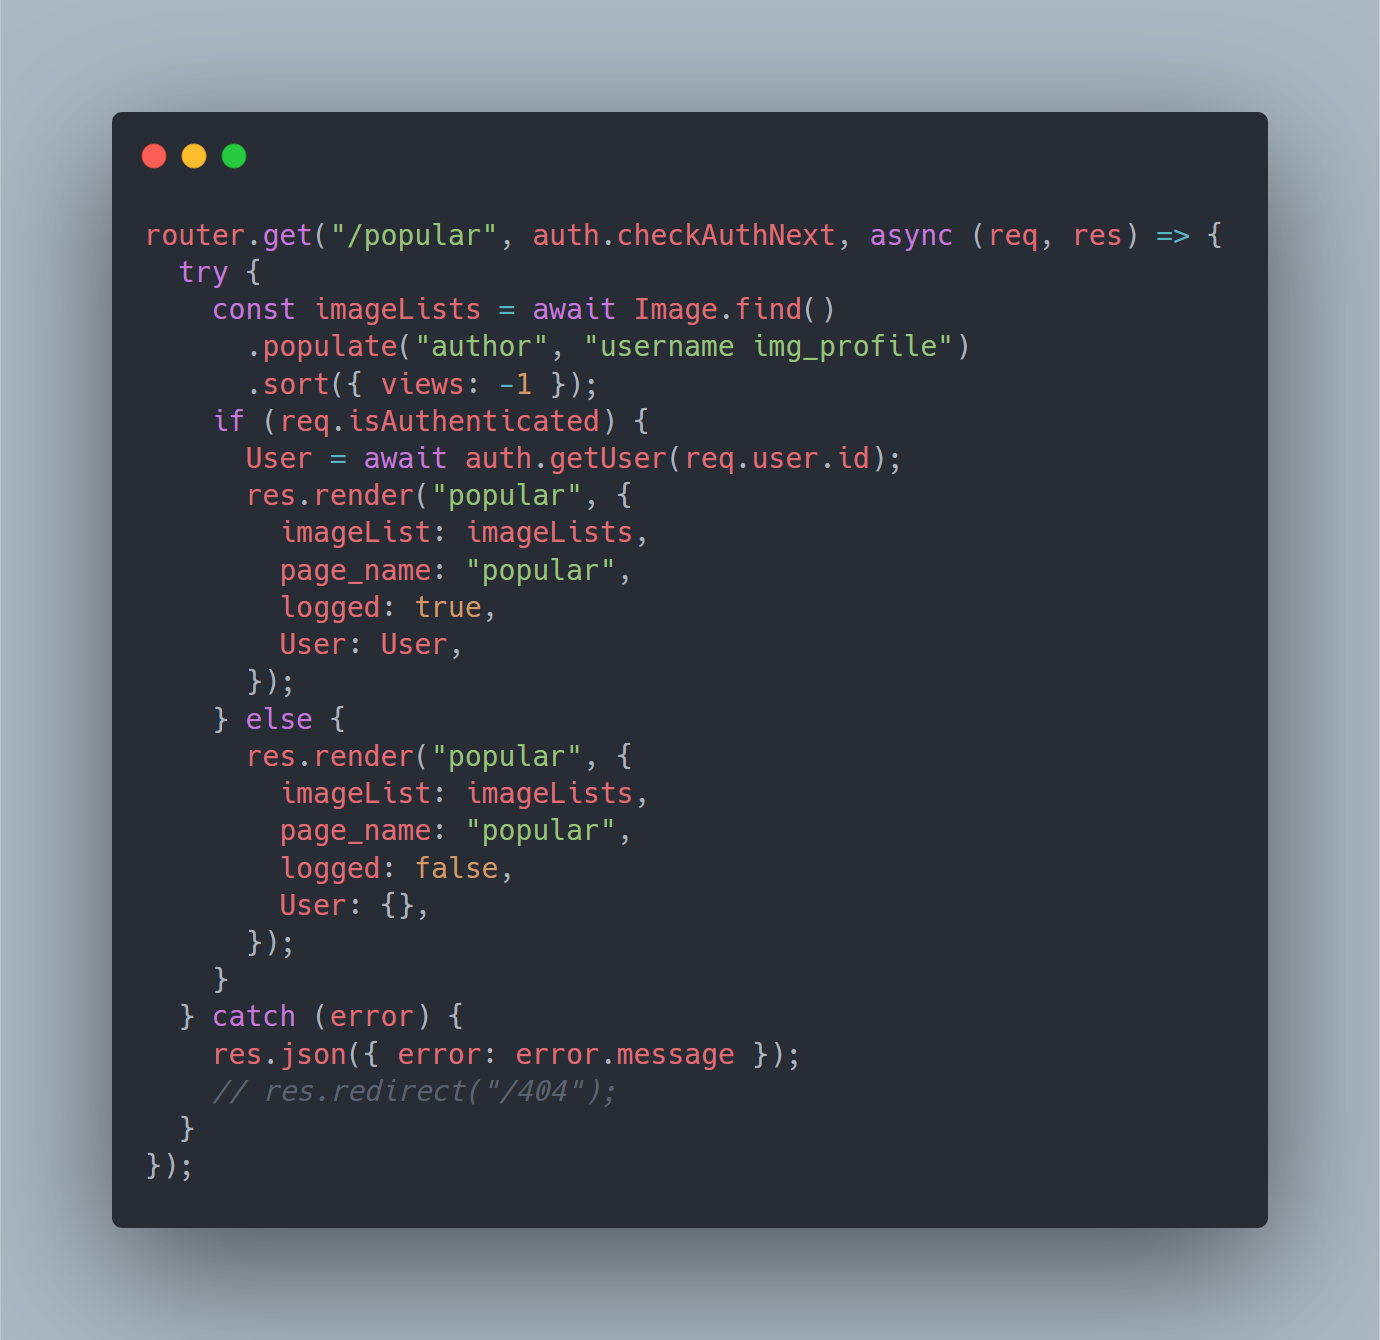 router.get("/popular", auth.checkAuthNext, async (req, res) => {
  try {
    const imageLists = await Image.find()
      .populate("author", "username img_profile")
      .sort({ views: -1 });
    if (req.isAuthenticated) {
      User = await auth.getUser(req.user.id);
      res.render("popular", {
        imageList: imageLists,
        page_name: "popular",
        logged: true,
        User: User,
      });
    } else {
      res.render("popular", {
        imageList: imageLists,
        page_name: "popular",
        logged: false,
        User: {},
      });
    }
  } catch (error) {
    res.json({ error: error.message });
    // res.redirect("/404");
  }
});